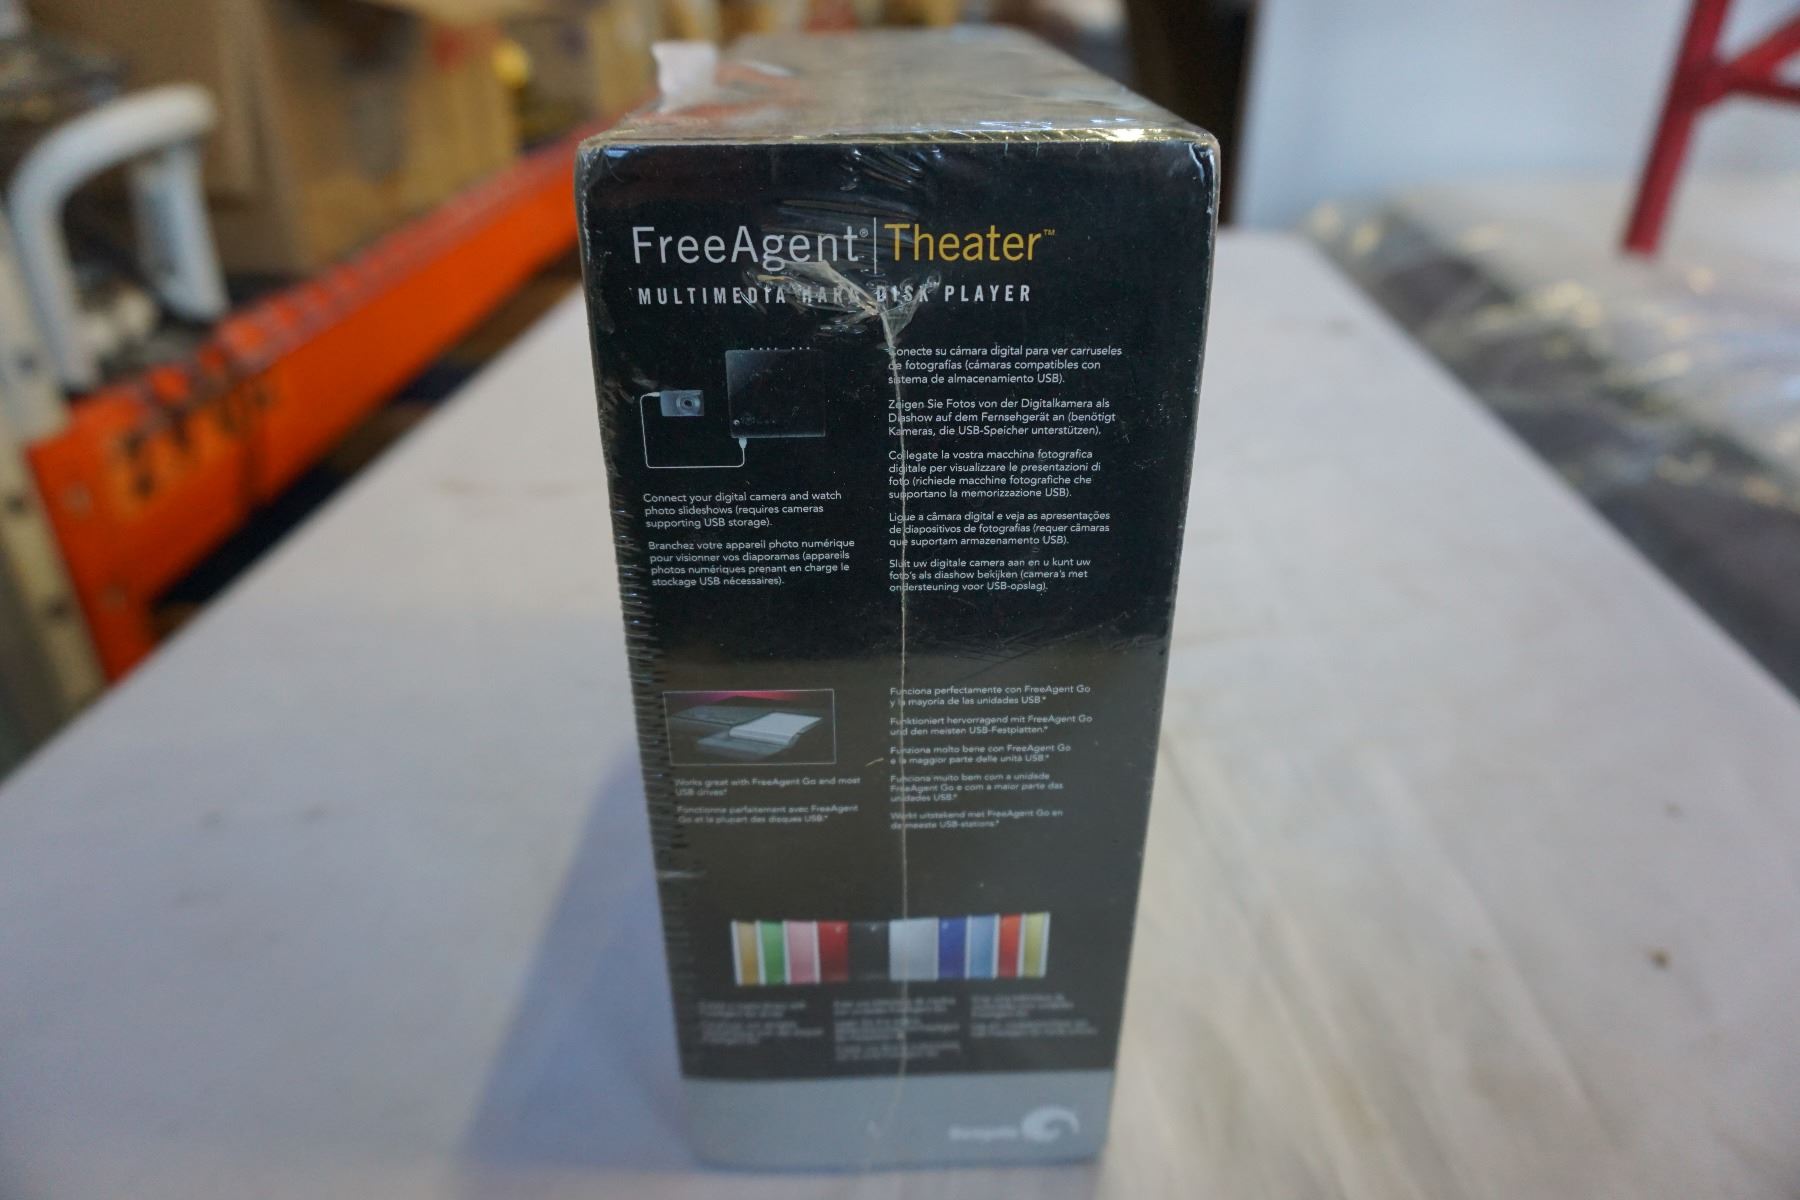 FreeAgent® | Theater™
MULTIMEDIA HARD DISK PLAYER
Connect your digital camera and watch
photo slideshows (requires cameras
supporting USB storage).
Branchez votre appareil photo numérique
pour visionner vos diaporamas (appareils
photos numériques prenant en charge le
stockage USB nécessaires).
Conecte su cámara digital para ver carruseles
de fotografías (cámaras compatibles con
sistema de almacenamiento USB).
Zeigen Sie Fotos von der Digitalkamera als
Diashow auf dem Fernsehgerät an (benötigt
Kameras, die USB-Speicher unterstützen).
Collegate la vostra macchina fotografica
digitale per visualizzare le presentazioni di
foto (richiede macchine fotografiche che
supportano la memorizzazione USB).
Ligue a câmara digital e veja as apresentações
de diapositivos de fotografias (requer câmaras
que suportam armazenamento USB).
Sluit uw digitale camera aan en u kunt uw
foto's als diashow bekijken (camera's met
ondersteuning voor USB-opslag).
Works great with FreeAgent Go and most
USB drives*
Fonctionne parfaitement avec FreeAgent
Go et la plupart des disques USB.*
Funciona perfectamente con FreeAgent Go
y la mayoría de las unidades USB*
Funktioniert hervorragend mit FreeAgent Go
und den meisten USB-Festplatten.*
Funziona molto bene con FreeAgent Go
e la maggior parte delle unità USB*
Funciona muito bem com a unidade
FreeAgent Go e com a maior parte das
unidades USB.*
Werkt uitstekend met FreeAgent Go en
de meeste USB-stations.*
Seagate